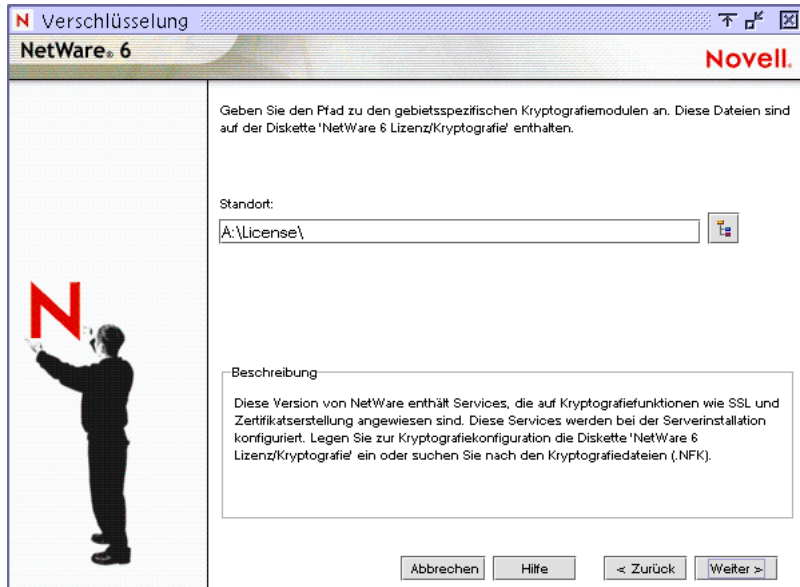 N Verschlüsselung
NetWare® 6
Novell.
Geben Sie den Pfad zu den gebietsspezifischen Kryptografiemodulen an. Diese Dateien sind
auf der Diskette 'NetWare 6 Lizenz/Kryptografie' enthalten.
Standort:
A:\License\
N
Beschreibung
Diese Version von NetWare enthält Services, die auf Kryptografiefunktionen wie SSL und
Zertifikatserstellung angewiesen sind. Diese Services werden bei der Serverinstallation
konfiguriert. Legen Sie zur Kryptografiekonfiguration die Diskette 'NetWare 6
Lizenz/Kryptografie' ein oder suchen Sie nach den Kryptografiedateien (.NFK).
Abbrechen Hilfe < Zurück Weiter >